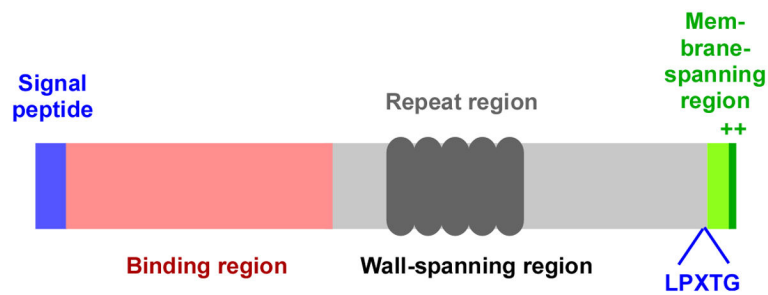 Signal
peptide
Repeat region
Mem-
brane-
spanning
region
++
Binding region
Wall-spanning region
LPXTG